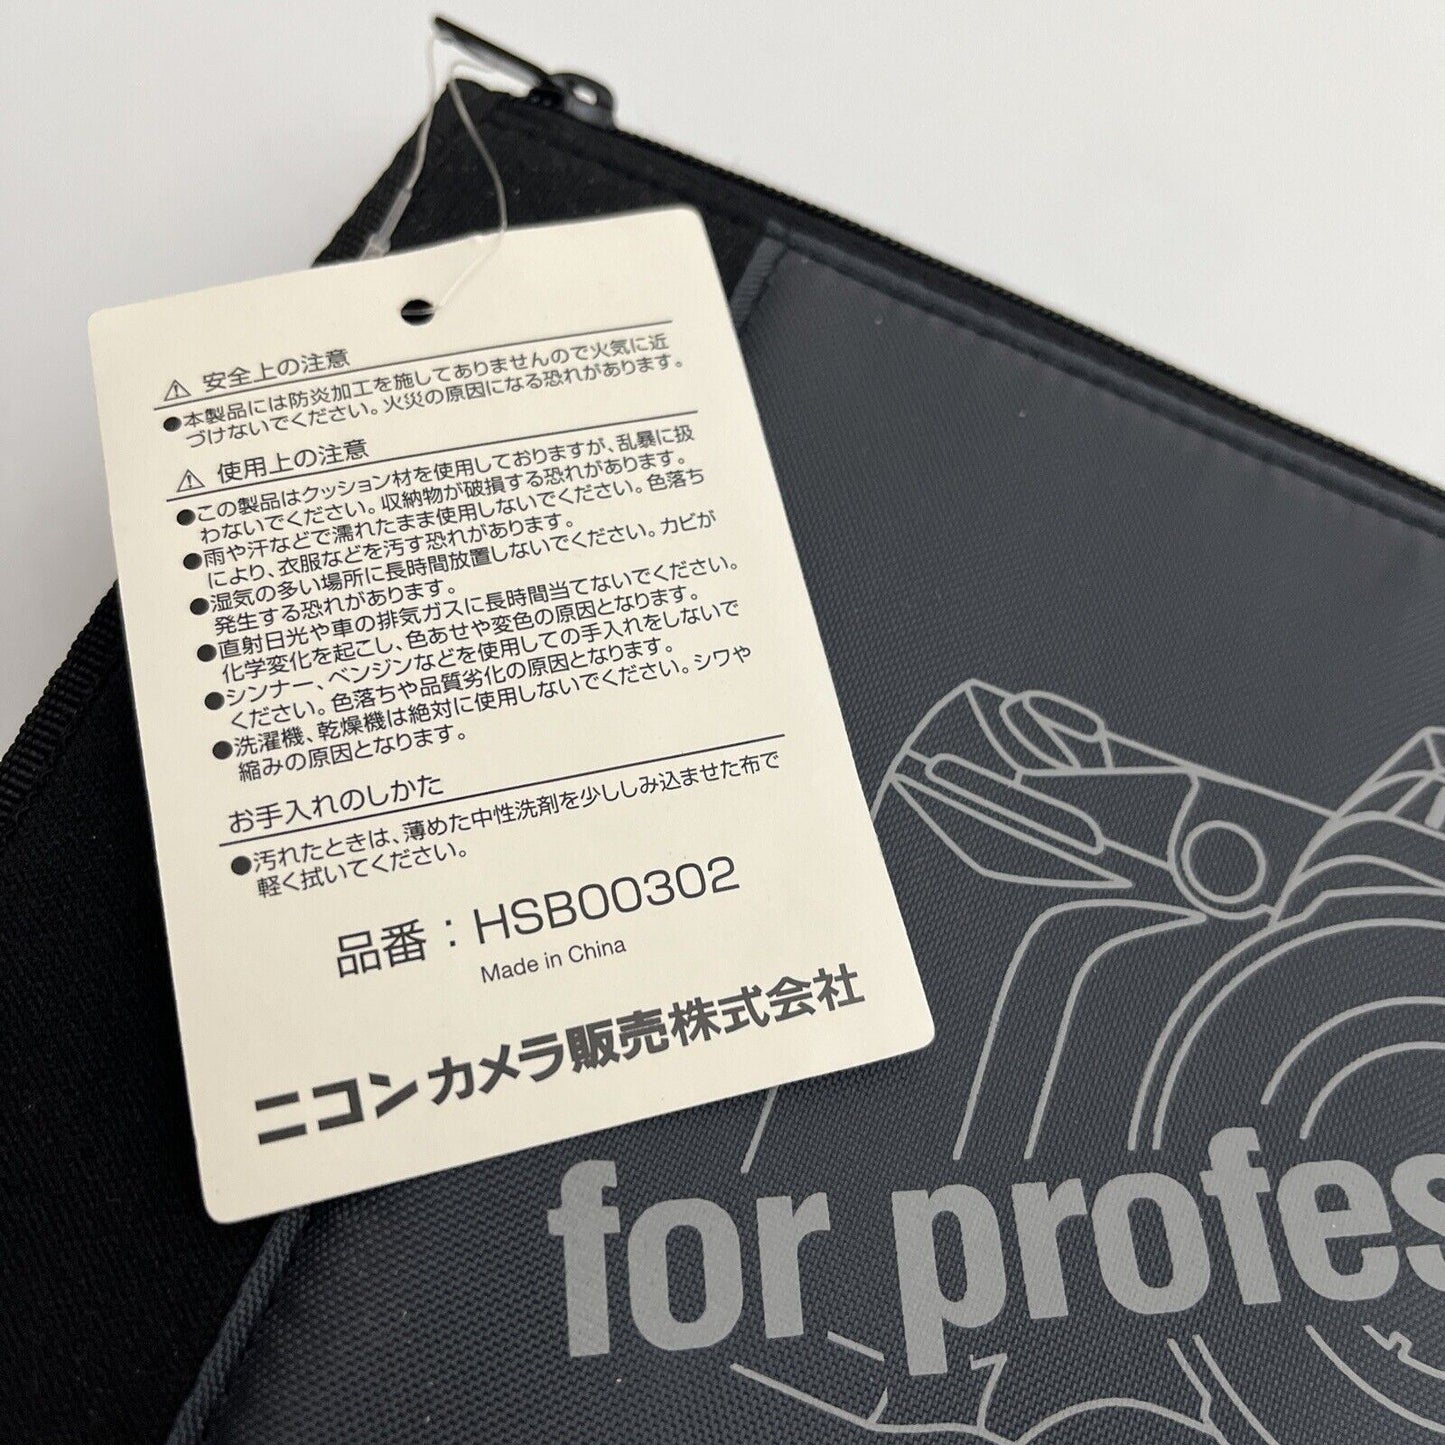 ⚠ 安全上の注意
●本製品には防炎加工を施してありませんので火気に近
づけないでください。火災の原因になる恐れがあります。
⚠ 使用上の注意
●この製品はクッション材を使用しておりますが、乱暴に扱
わないでください。収納物が破損する恐れがあります。
●雨や汗などで濡れたまま使用しないでください。色落ち
により、衣服などを汚す恐れがあります。
●湿気の多い場所に長時間放置しないでください。カビが
発生する恐れがあります。
●直射日光や車の排気ガスに長時間当てないでください。
化学変化を起こし、色あせや変色の原因となります。
●シンナー、ベンジンなどを使用しての手入れをしないで
ください。色落ちや品質劣化の原因となります。
●洗濯機、乾燥機は絶対に使用しないでください。シワや
縮みの原因となります。
お手入れのしかた
●汚れたときは、薄めた中性洗剤を少ししみ込ませた布で
軽く拭いてください。
品番：HSB00302
Made in China
ニコンカメラ販売株式会社
for profes